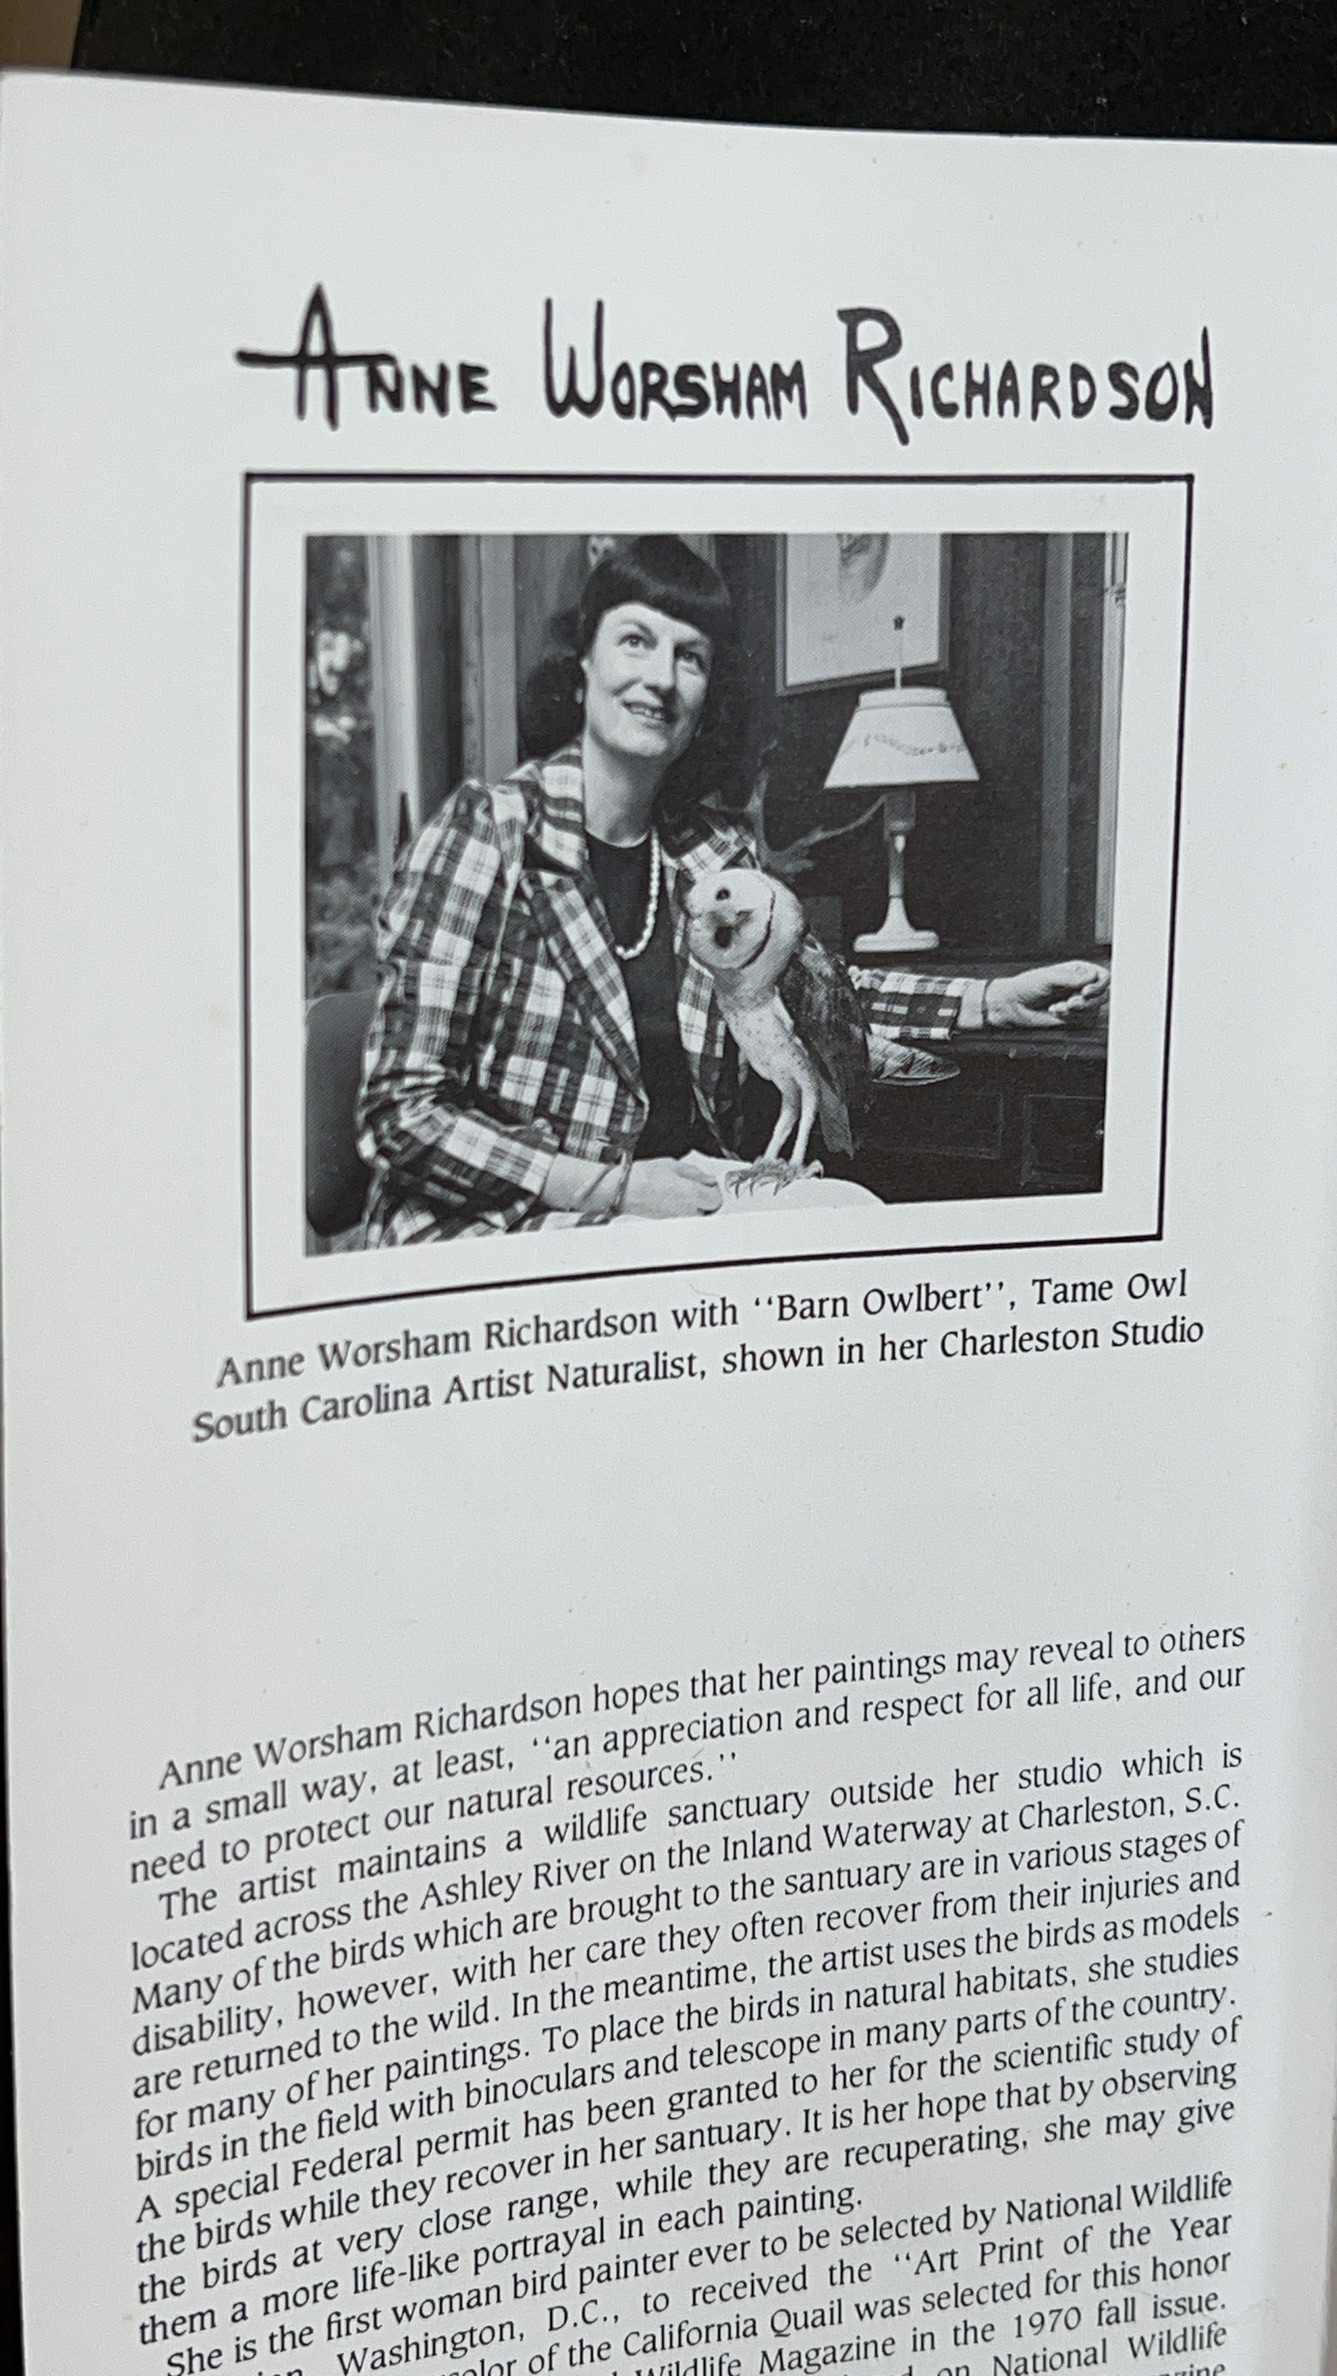 ANNE WORSHAM RICHARDSON
Anne Worsham Richardson with ‘‘Barn Owlbert’’, Tame Owl
South Carolina Artist Naturalist, shown in her Charleston Studio
Anne Worsham Richardson hopes that her paintings may reveal to others
in a small way, at least, ‘‘an appreciation and respect for all life, and our
need to protect our natural resources.’’
The artist maintains a wildlife sanctuary outside her studio which is
located across the Ashley River on the Inland Waterway at Charleston, S.C.
Many of the birds which are brought to the santuary are in various stages of
disability, however, with her care they often recover from their injuries and
are returned to the wild. In the meantime, the artist uses the birds as models
for many of her paintings. To place the birds in natural habitats, she studies
birds in the field with binoculars and telescope in many parts of the country.
A special Federal permit has been granted to her for the scientific study of
the birds while they recover in her santuary. It is her hope that by observing
the birds at very close range, while they are recuperating, she may give
them a more life-like portrayal in each painting.
She is the first woman bird painter ever to be selected by National Wildlife
Washington, D.C., to received the ‘‘Art Print of the Year
of the California Quail was selected for this honor
Wildlife Magazine in the 1970 fall issue.
on National Wildlife